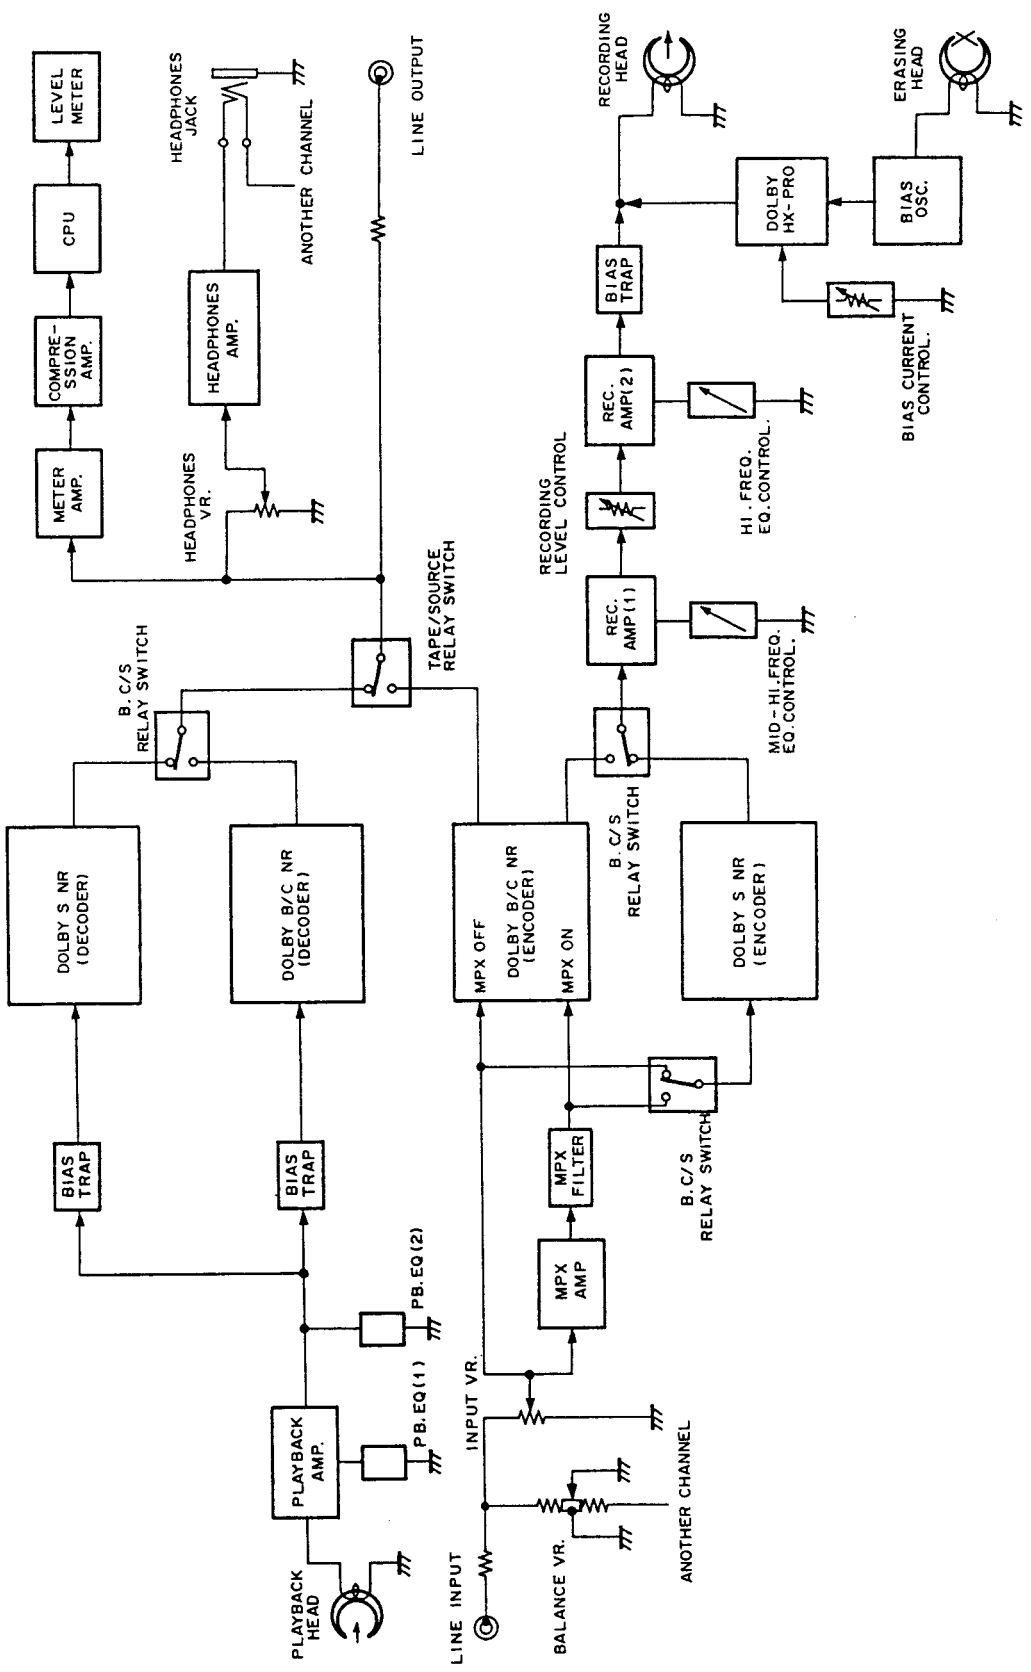 PLAYBACK
HEAD
PLAYBACK
AMP.
PB. EQ(1)
PB. EQ(2)
BIAS
TRAP
BIAS
TRAP
DOLBY S NR
(DECODER)
DOLBY B/C NR
(DECODER)
B. C/S
RELAY SWITCH
TAPE/SOURCE
RELAY SWITCH
METER
AMP.
COMPRE-
SSION
AMP.
CPU
LEVEL
METER
HEADPHONES
VR.
HEADPHONES
AMP.
HEADPHONES
JACK
ANOTHER CHANNEL
LINE OUTPUT
LINE INPUT
BALANCE VR.
ANOTHER CHANNEL
INPUT VR.
MPX
AMP
MPX
FILTER
B. C/S
RELAY SWITCH
MPX OFF
DOLBY B/C NR
(ENCODER)
MPX ON
DOLBY S NR
(ENCODER)
B. C/S
RELAY SWITCH
REC.
AMP(1)
MID-HI.FREQ.
EQ.CONTROL.
RECORDING
LEVEL CONTROL
REC.
AMP(2)
HI.FREQ.
EQ.CONTROL.
BIAS
TRAP
BIAS CURRENT
CONTROL.
DOLBY
HX-PRO
BIAS
OSC.
RECORDING
HEAD
ERASING
HEAD